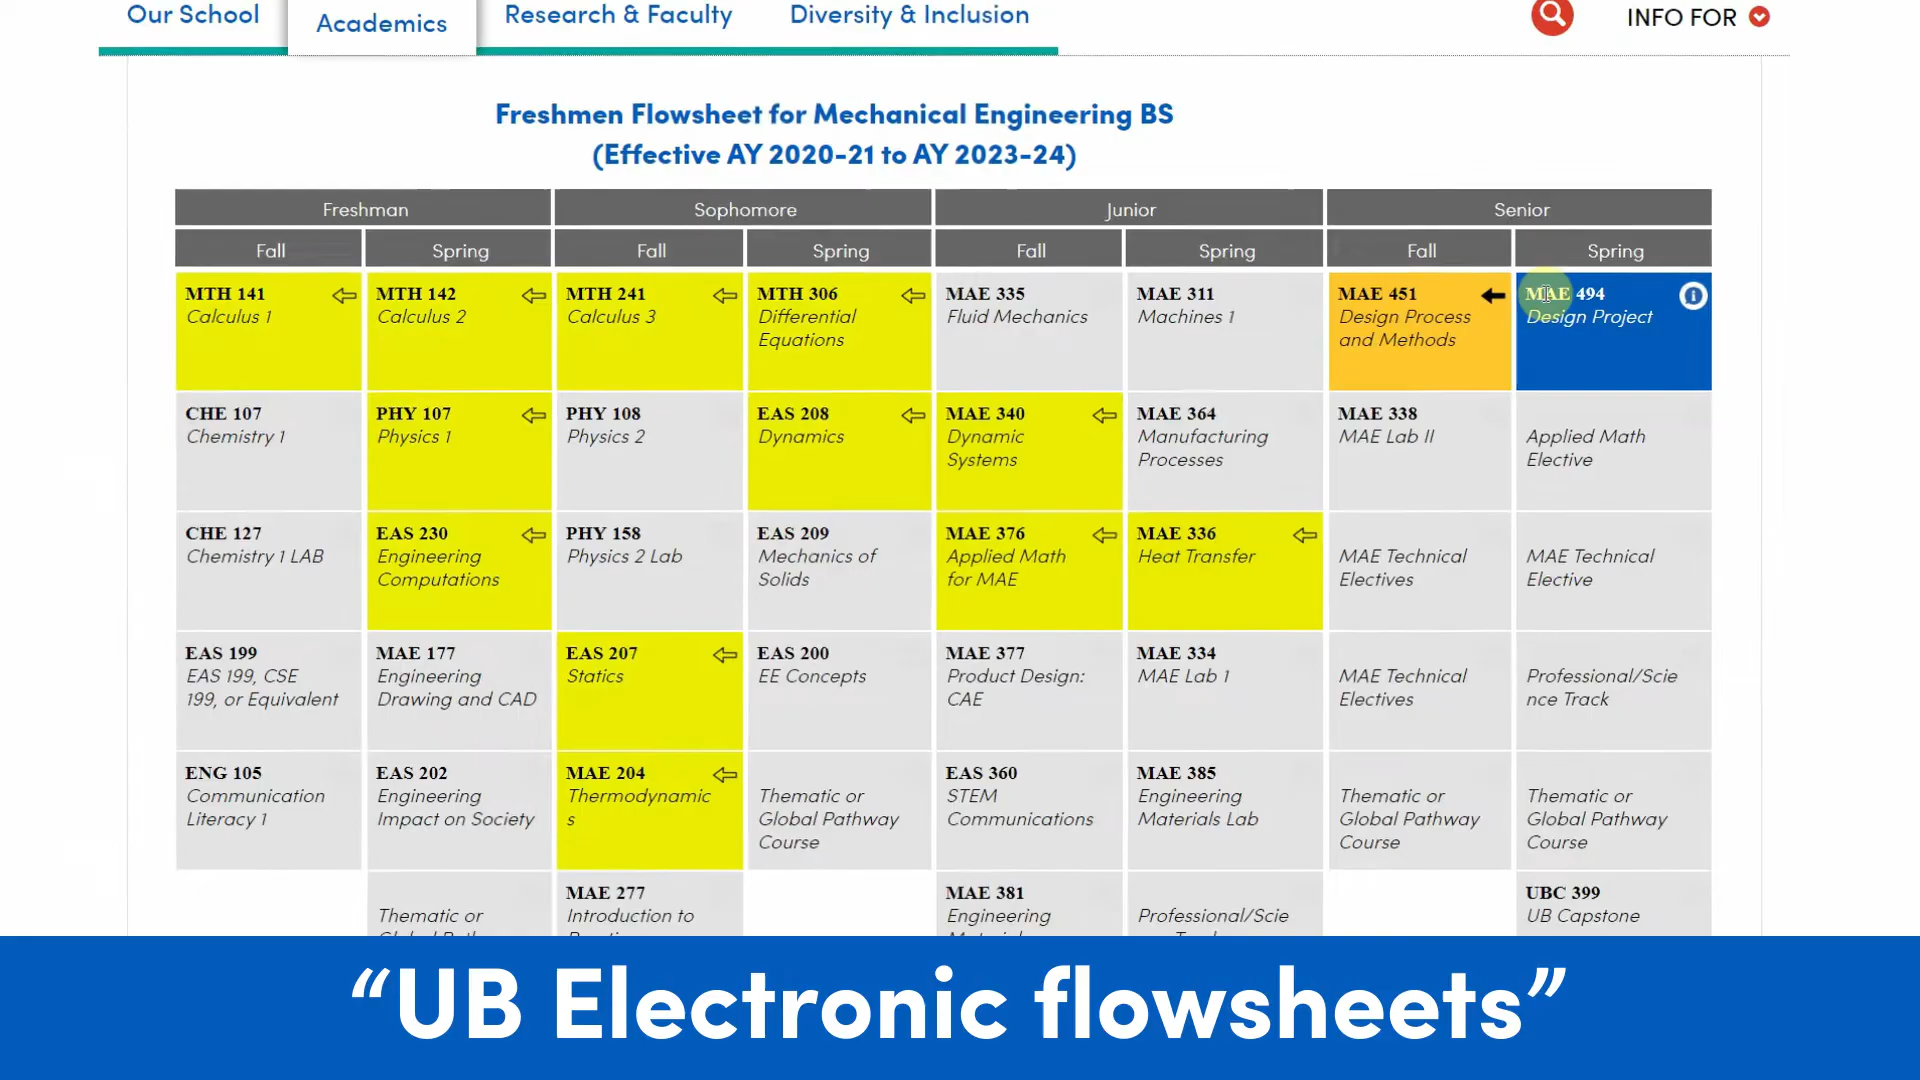 Our School
Academics
Research & Faculty
Diversity & Inclusion
INFO FOR
Freshmen Flowsheet for Mechanical Engineering BS
(Effective AY 2020-21 to AY 2023-24)
Freshman
Sophomore
Junior
Senior
Fall
Spring
Fall
Spring
Fall
Spring
Fall
Spring
MTH 141
Calculus 1
MTH 142
Calculus 2
MTH 241
Calculus 3
MTH 306
Differential
Equations
MAE 335
Fluid Mechanics
MAE 311
Machines 1
MAE 451
Design Process
and Methods
MAE 494
Design Project
CHE 107
Chemistry 1
PHY 107
Physics 1
PHY 108
Physics 2
EAS 208
Dynamics
MAE 340
Dynamic
Systems
MAE 364
Manufacturing
Processes
MAE 338
MAE Lab II
Applied Math
Elective
CHE 127
Chemistry 1 LAB
EAS 230
Engineering
Computations
PHY 158
Physics 2 Lab
EAS 209
Mechanics of
Solids
MAE 376
Applied Math
for MAE
MAE 336
Heat Transfer
MAE Technical
Electives
MAE Technical
Elective
EAS 199
EAS 199, CSE
199, or Equivalent
MAE 177
Engineering
Drawing and CAD
EAS 207
Statics
EAS 200
EE Concepts
MAE 377
Product Design:
CAE
MAE 334
MAE Lab 1
MAE Technical
Electives
Professional/Scie
nce Track
ENG 105
Communication
Literacy 1
EAS 202
Engineering
Impact on Society
MAE 204
Thermodynamic
s
Thematic or
Global Pathway
Course
EAS 360
STEM
Communications
MAE 385
Engineering
Materials Lab
Thematic or
Global Pathway
Course
Thematic or
Global Pathway
Course
Thematic or
MAE 277
Introduction to
MAE 381
Engineering
Professional/Scie
UBC 399
UB Capstone
“UB Electronic flowsheets”